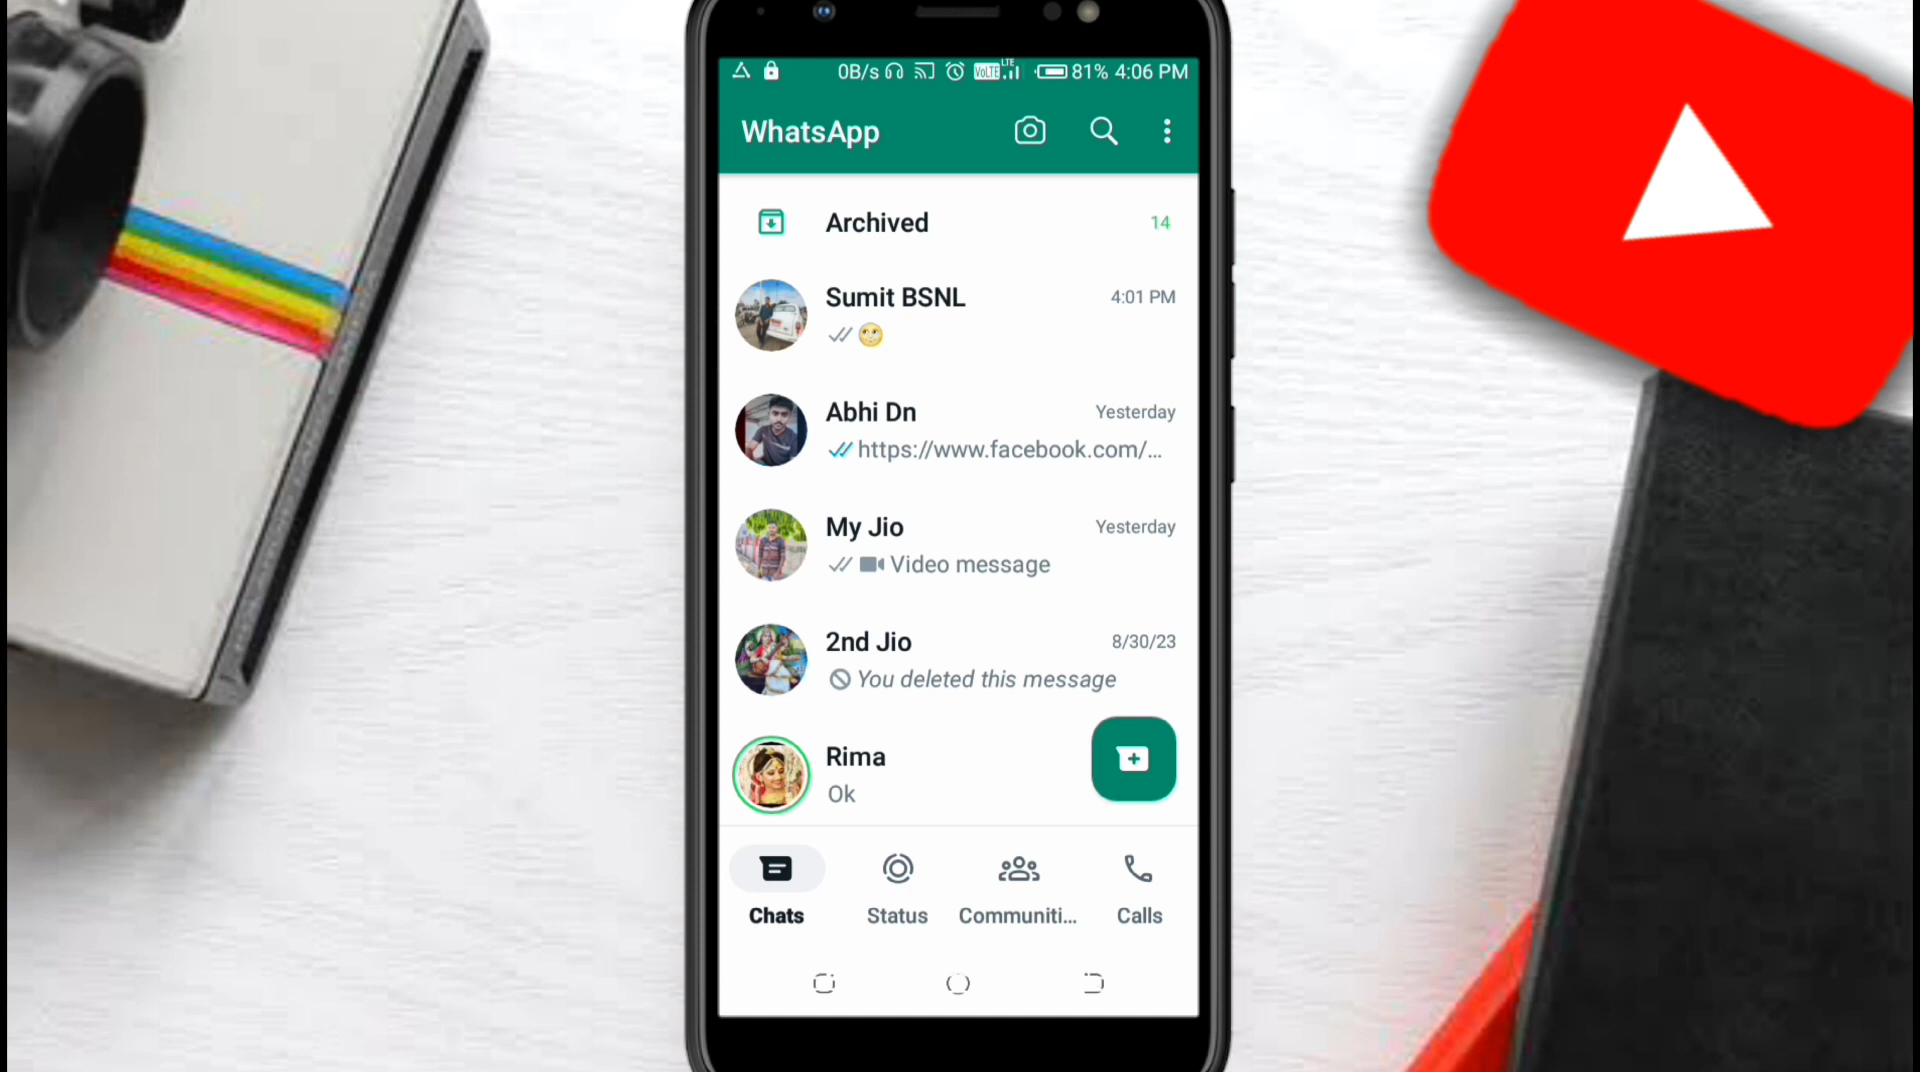 0B/s VoLTE LTE 81% 4:06 PM
WhatsApp
Archived 14
Sumit BSNL 4:01 PM
Abhi Dn Yesterday
https://www.facebook.com/...
My Jio Yesterday
Video message
2nd Jio 8/30/23
You deleted this message
Rima
Ok
Chats Status Communiti... Calls